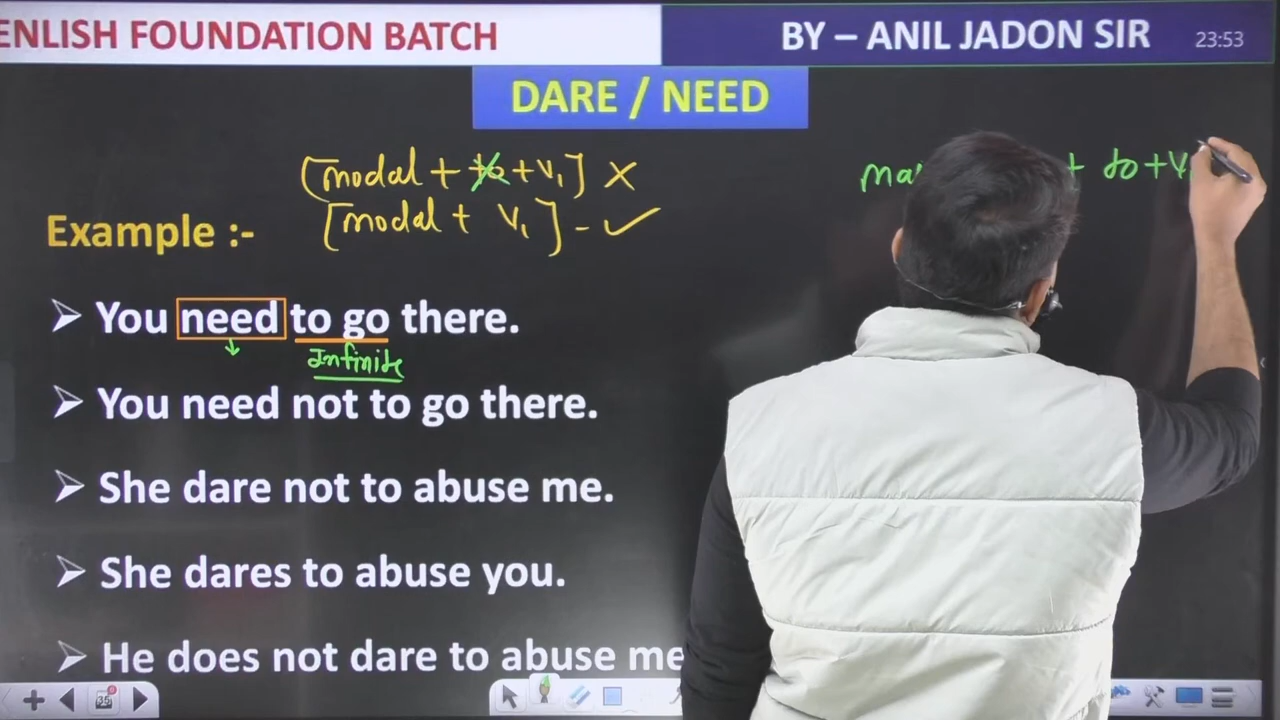 ENLISH FOUNDATION BATCH
BY – ANIL JADON SIR 23:53
DARE / NEED
[modal + to + V₁] ×
+ to + V
[modal + V₁] - ✓
Example :-
➢ You need to go there.
↓ Infinite
➢ You need not to go there.
➢ She dare not to abuse me.
➢ She dares to abuse you.
➢ He does not dare to abuse me
35